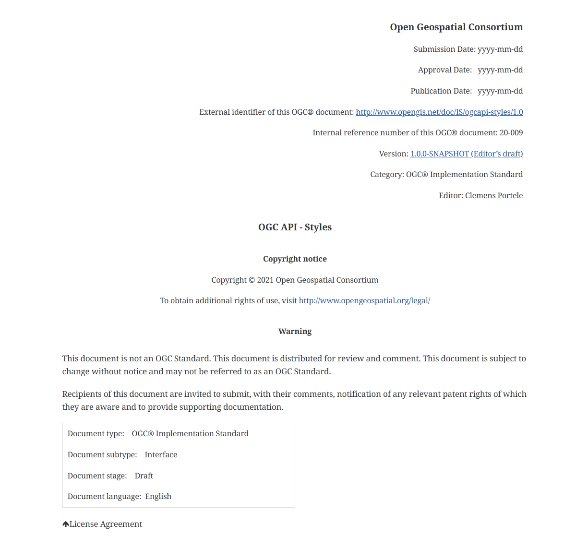 Open Geospatial Consortium
Submission Date: yyyy-mm-dd
Approval Date: yyyy-mm-dd
Publication Date: yyyy-mm-dd
External identifier of this OGC® document: http://www.opengis.net/doc/IS/ogcapi-styles/1.0
Internal reference number of this OGC® document: 20-009
Version: 1.0.0-SNAPSHOT (Editor's draft)
Category: OGC® Implementation Standard
Editor: Clemens Portele
OGC API - Styles
Copyright notice
Copyright © 2021 Open Geospatial Consortium
To obtain additional rights of use, visit http://www.opengeospatial.org/legal/
Warning
This document is not an OGC Standard. This document is distributed for review and comment. This document is subject to
change without notice and may not be referred to as an OGC Standard.
Recipients of this document are invited to submit, with their comments, notification of any relevant patent rights of which
they are aware and to provide supporting documentation.
Document type: OGC® Implementation Standard
Document subtype: Interface
Document stage: Draft
Document language: English
License Agreement